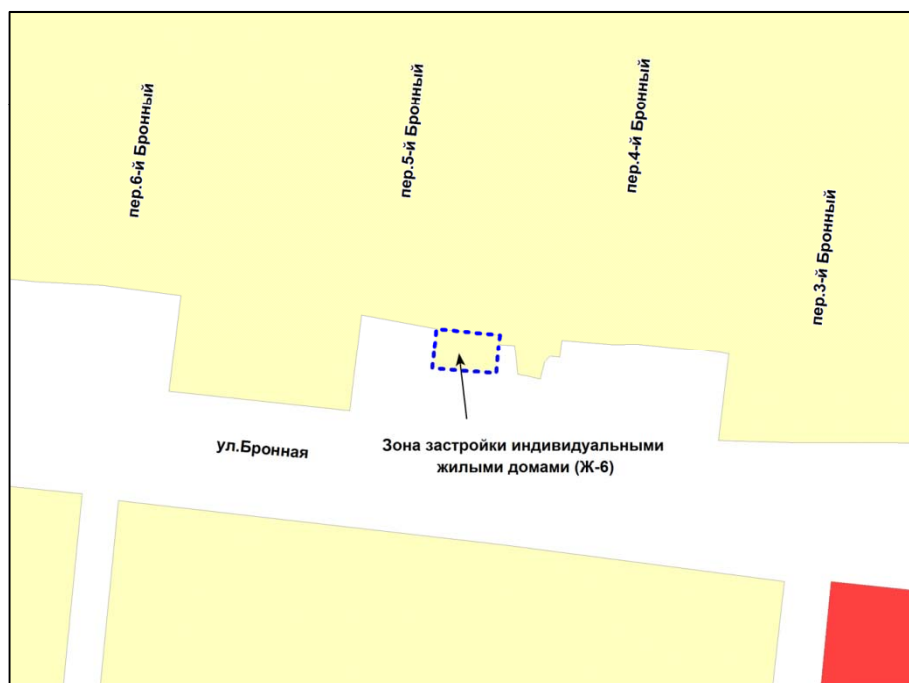 пер.6-й Бронный
пер.5-й Бронный
пер.4-й Бронный
пер.3-й Бронный
ул.Бронная
Зона застройки индивидуальными
жилыми домами (Ж-6)